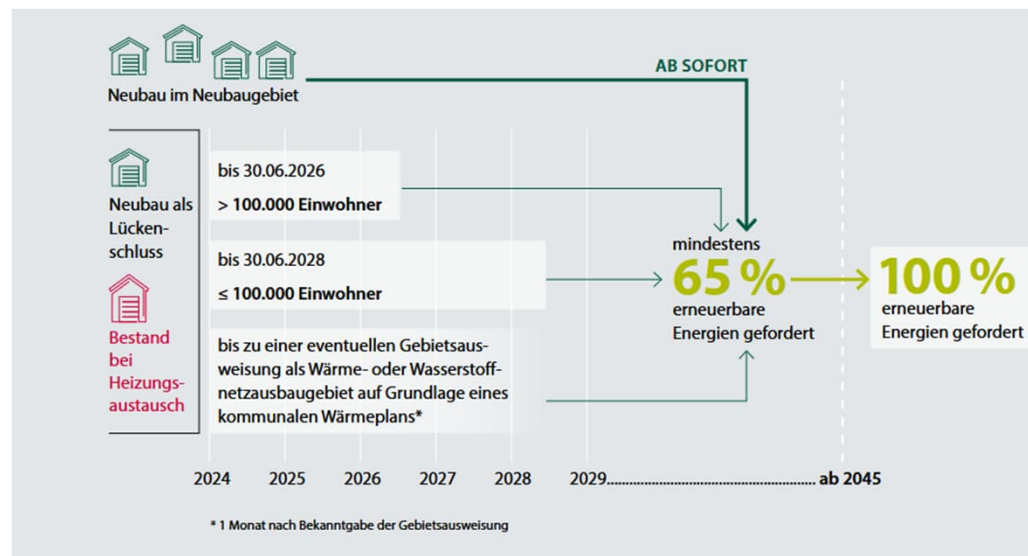 AB SOFORT
Neubau im Neubaugebiet
Neubau als
Lücken-
schluss
Bestand
bei
Heizungs-
austausch
bis 30.06.2026
> 100.000 Einwohner
bis 30.06.2028
≤ 100.000 Einwohner
bis zu einer eventuellen Gebietsaus-
weisung als Wärme- oder Wasserstoff-
netzausbaugebiet auf Grundlage eines
kommunalen Wärmeplans*
mindestens
65 %
erneuerbare
Energien gefordert
100 %
erneuerbare
Energien gefordert
2024 2025 2026 2027 2028 2029 ab 2045
* 1 Monat nach Bekanntgabe der Gebietsausweisung